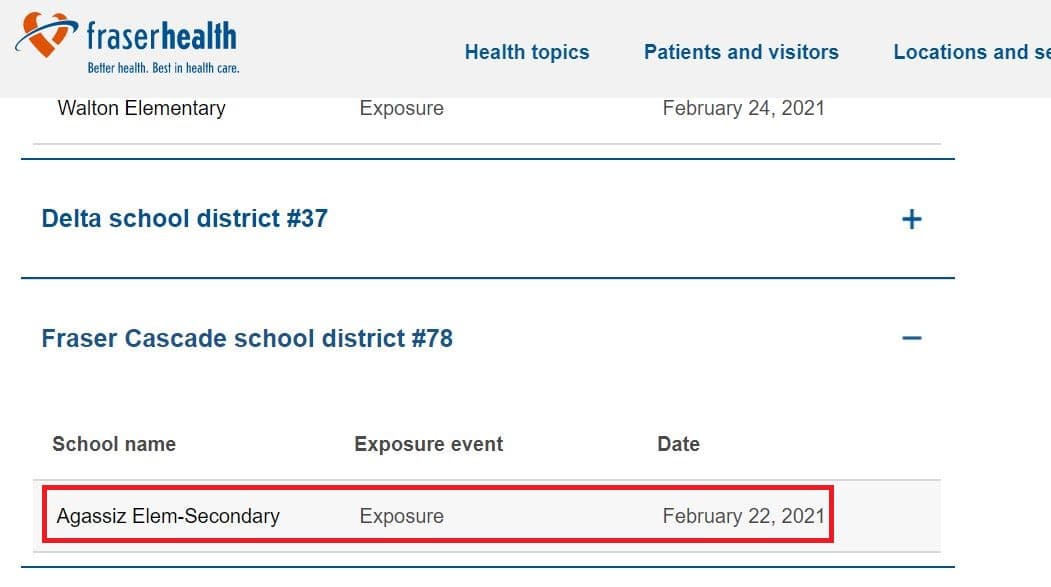 fraserhealth
Better health. Best in health care.
Health topics Patients and visitors Locations and se
Walton Elementary Exposure February 24, 2021
Delta school district #37 +
Fraser Cascade school district #78 −
School name Exposure event Date
Agassiz Elem-Secondary Exposure February 22, 2021